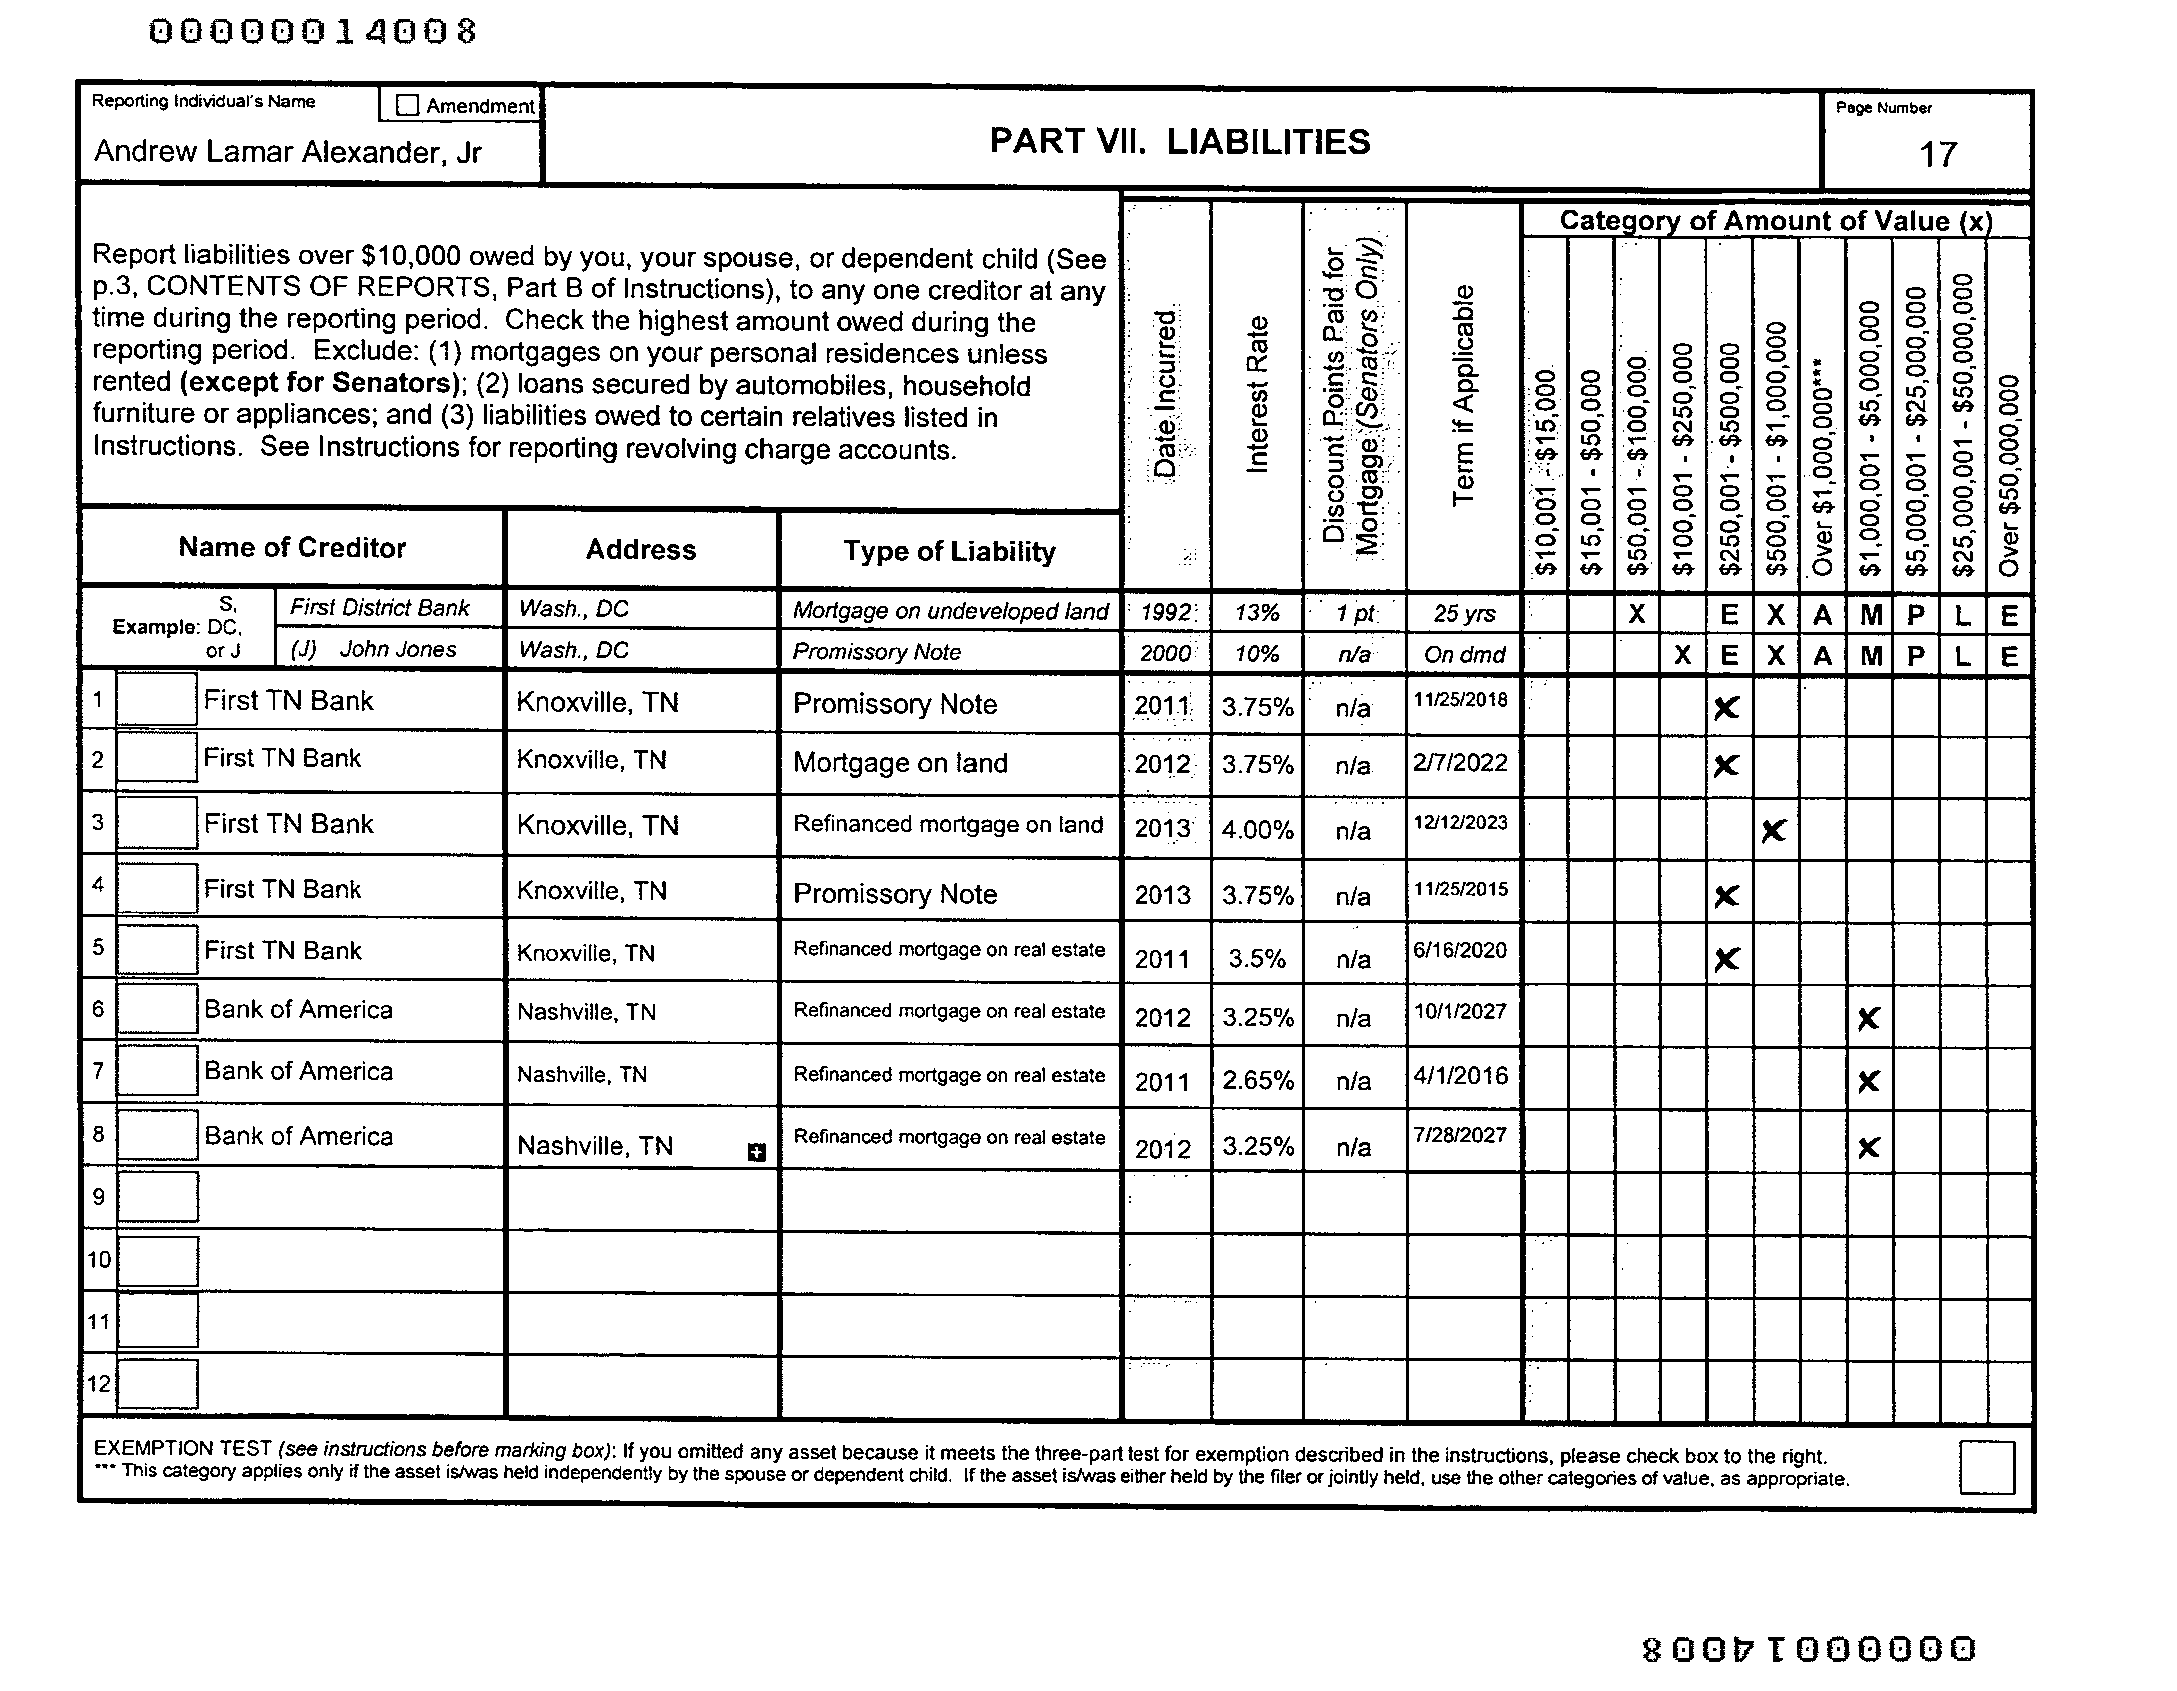 00000014008
Reporting Individual's Name
Amendment
Andrew Lamar Alexander, Jr
PART VII. LIABILITIES
Page Number
17
Report liabilities over $10,000 owed by you, your spouse, or dependent child (See
p.3, CONTENTS OF REPORTS, Part B of Instructions), to any one creditor at any
time during the reporting period. Check the highest amount owed during the
reporting period. Exclude: (1) mortgages on your personal residences unless
rented (except for Senators); (2) loans secured by automobiles, household
furniture or appliances; and (3) liabilities owed to certain relatives listed in
Instructions. See Instructions for reporting revolving charge accounts.
Name of Creditor
Address
Type of Liability
Date Incurred
Interest Rate
Discount Points Paid for
Mortgage (Senators Only)
Term if Applicable
Category of Amount of Value (x)
$10,001 - $15,000
$15,001 - $50,000
$50,001 - $100,000
$100,001 - $250,000
$250,001 - $500,000
$500,001 - $1,000,000
Over $1,000,000***
$1,000,001 - $5,000,000
$5,000,001 - $25,000,000
$25,000,001 - $50,000,000
Over $50,000,000
Example: S, DC, or J
First District Bank Wash., DC Mortgage on undeveloped land 1992 13% 1 pt 25 yrs X E X A M P L E
(J) John Jones Wash., DC Promissory Note 2000 10% n/a On dmd X E X A M P L E
1 First TN Bank Knoxville, TN Promissory Note 2011 3.75% n/a 11/25/2018 X
2 First TN Bank Knoxville, TN Mortgage on land 2012 3.75% n/a 2/7/2022 X
3 First TN Bank Knoxville, TN Refinanced mortgage on land 2013 4.00% n/a 12/12/2023 X
4 First TN Bank Knoxville, TN Promissory Note 2013 3.75% n/a 11/25/2015 X
5 First TN Bank Knoxville, TN Refinanced mortgage on real estate 2011 3.5% n/a 6/16/2020 X
6 Bank of America Nashville, TN Refinanced mortgage on real estate 2012 3.25% n/a 10/1/2027 X
7 Bank of America Nashville, TN Refinanced mortgage on real estate 2011 2.65% n/a 4/1/2016 X
8 Bank of America Nashville, TN Refinanced mortgage on real estate 2012 3.25% n/a 7/28/2027 X
9
10
11
12
EXEMPTION TEST (see instructions before marking box): If you omitted any asset because it meets the three-part test for exemption described in the instructions, please check box to the right.
*** This category applies only if the asset is/was held independently by the spouse or dependent child. If the asset is/was either held by the filer or jointly held, use the other categories of value, as appropriate.
00000014008